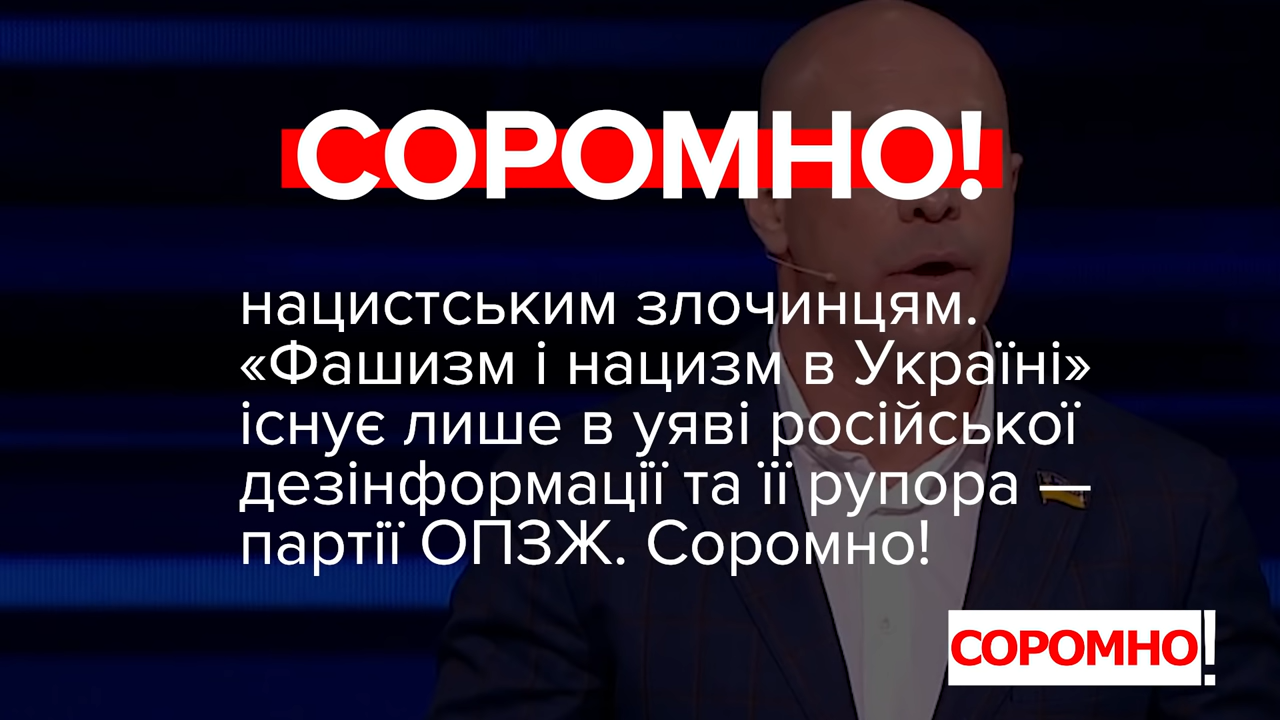 СОРОМНО!
нацистським злочинцям.
«Фашизм і нацизм в Україні»
існує лише в уяві російської
дезінформації та її рупора —
партії ОПЗЖ. Соромно!
СОРОМНО!